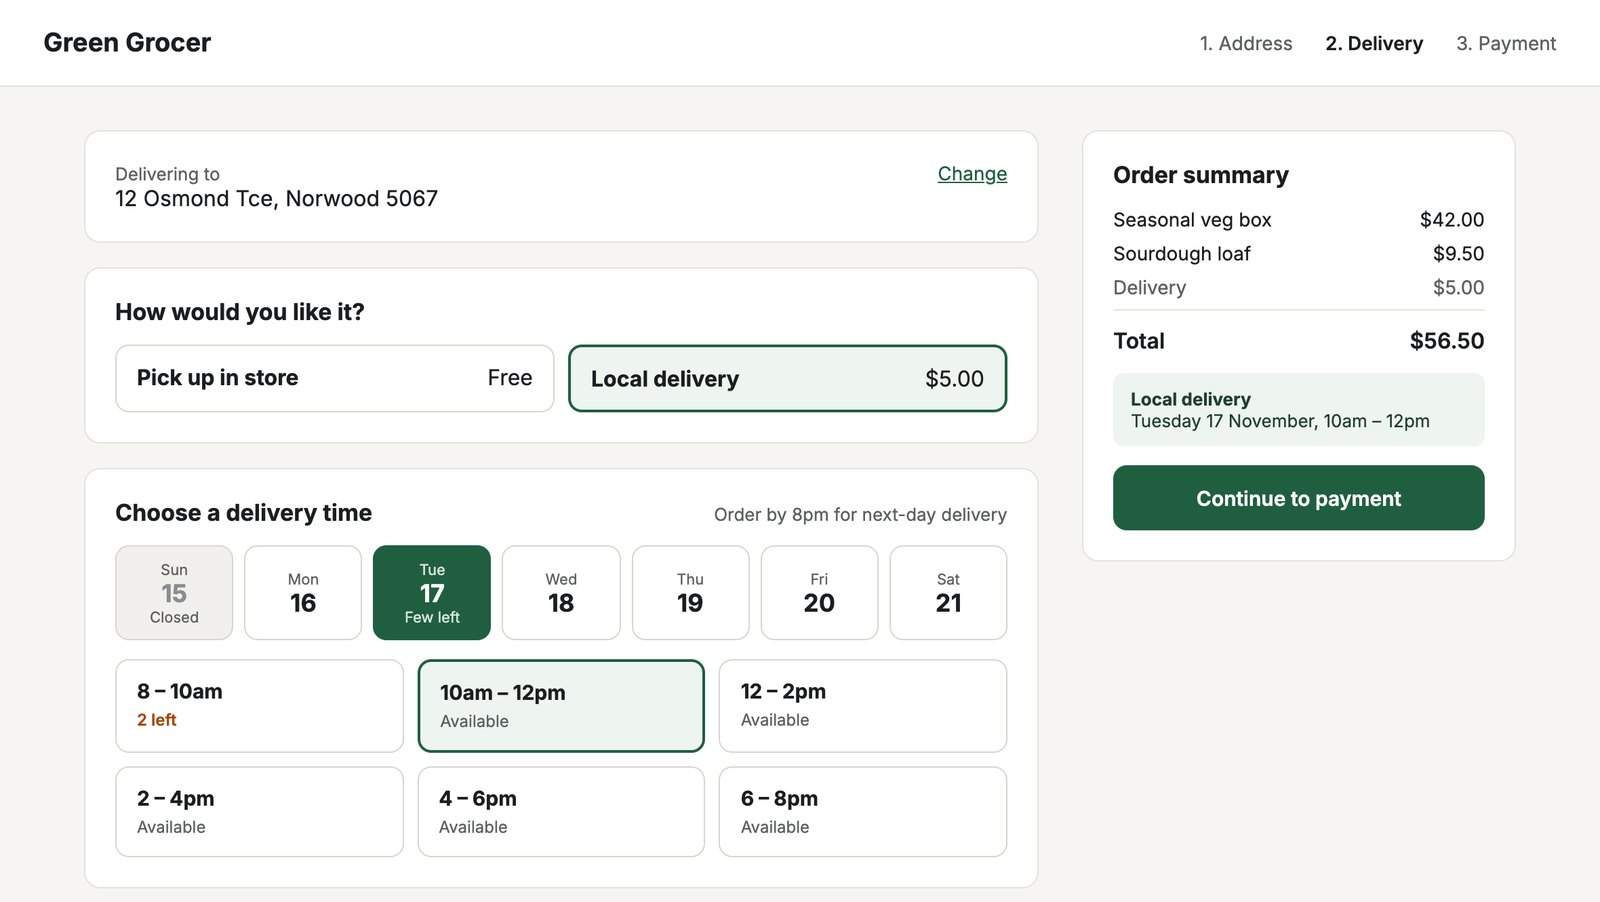 Green Grocer
1. Address 2. Delivery 3. Payment
Delivering to
Change
12 Osmond Tce, Norwood 5067
How would you like it?
Pick up in store Free
Local delivery $5.00
Choose a delivery time
Order by 8pm for next-day delivery
Sun
15
Closed
Mon
16
Tue
17
Few left
Wed
18
Thu
19
Fri
20
Sat
21
8 – 10am
2 left
10am – 12pm
Available
12 – 2pm
Available
2 – 4pm
Available
4 – 6pm
Available
6 – 8pm
Available
Order summary
Seasonal veg box $42.00
Sourdough loaf $9.50
Delivery $5.00
Total $56.50
Local delivery
Tuesday 17 November, 10am – 12pm
Continue to payment